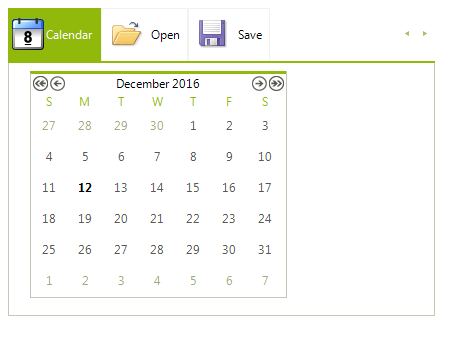 8 Calendar Open Save
December 2016
S M T W T F S
27 28 29 30 1 2 3
4 5 6 7 8 9 10
11 12 13 14 15 16 17
18 19 20 21 22 23 24
25 26 27 28 29 30 31
1 2 3 4 5 6 7